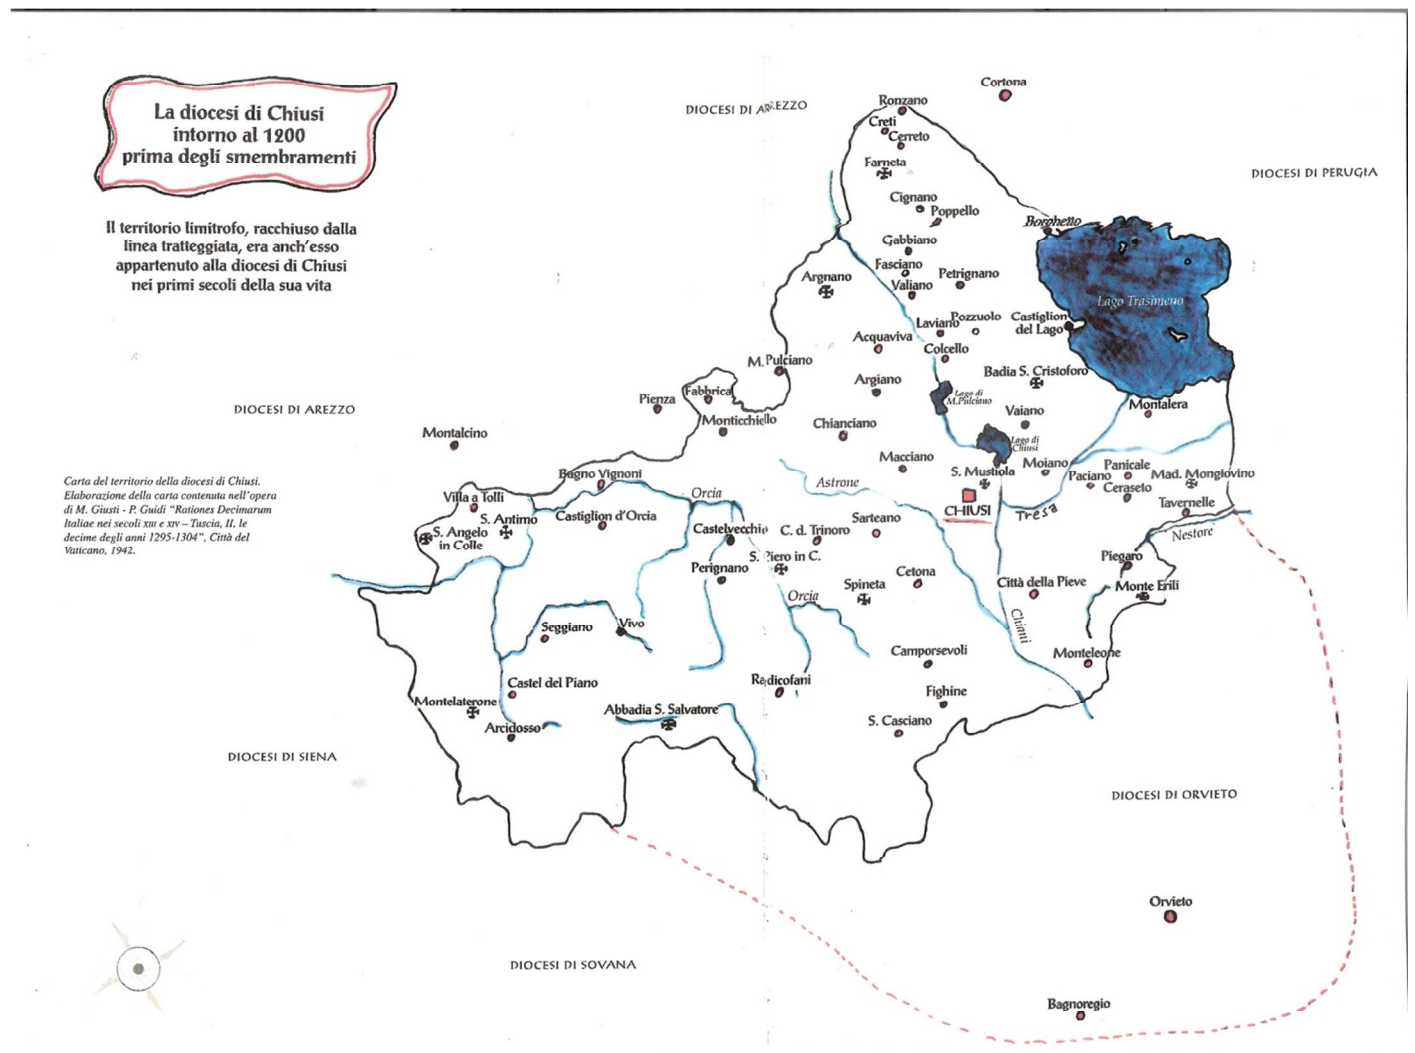 La diocesi di Chiusi
intorno al 1200
prima degli smembramenti
Il territorio limitrofo, racchiuso dalla
linea tratteggiata, era anch'esso
appartenuto alla diocesi di Chiusi
nei primi secoli della sua vita
Carta del territorio della diocesi di Chiusi.
Elaborazione della carta contenuta nell'opera
di M. Giusti - P. Guidi “Rationes Decimarum
Italiae nei secoli XIII e XIV – Tuscia, II, le
decime degli anni 1295-1304”, Città del
Vaticano, 1942.
Cortona
DIOCESI DI AREZZO
Ronzano
Creti
Cerreto
Farneta
DIOCESI DI PERUGIA
Cignano
Poppello
Borghetto
Gabbiano
Fasciano
Petrignano
Argnano
Valiano
Lago Trasimeno
Laviano
Pozzuolo
Castiglion
del Lago
Acquaviva
Colcello
M. Pulciano
Badia S. Cristoforo
Argiano
Fabbrica
Pienza
Lago di
M.Pulciano
DIOCESI DI AREZZO
Montalera
Vaiano
Monticchiello
Chianciano
Montalcino
Lago di
Chiusi
Macciano
Moiano
Panicale
S. Mustiola
Paciano
Mad. Mongiovino
Bagno Vignoni
Astrone
Ceraseto
Villa a Tolli
Orcia
Tavernelle
CHIUSI
Tresa
S. Antimo
Castiglion d'Orcia
Sarteano
S. Angelo
in Colle
Castelvecchio
C. d. Trinoro
Nestore
S. Piero in C.
Piegaro
Perignano
Cetona
Spineta
Città della Pieve
Monte Erili
Orcia
Seggiano
Vivo
Chiani
Camporsevoli
Monteleone
Castel del Piano
Radicofani
Fighine
Montelaterone
Abbadia S. Salvatore
S. Casciano
Arcidosso
DIOCESI DI SIENA
DIOCESI DI ORVIETO
Orvieto
DIOCESI DI SOVANA
Bagnoregio